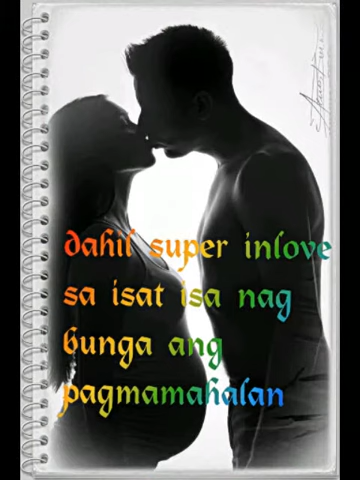 dahil super inlove
sa isat isa nag
bunga ang
pagmamahalan